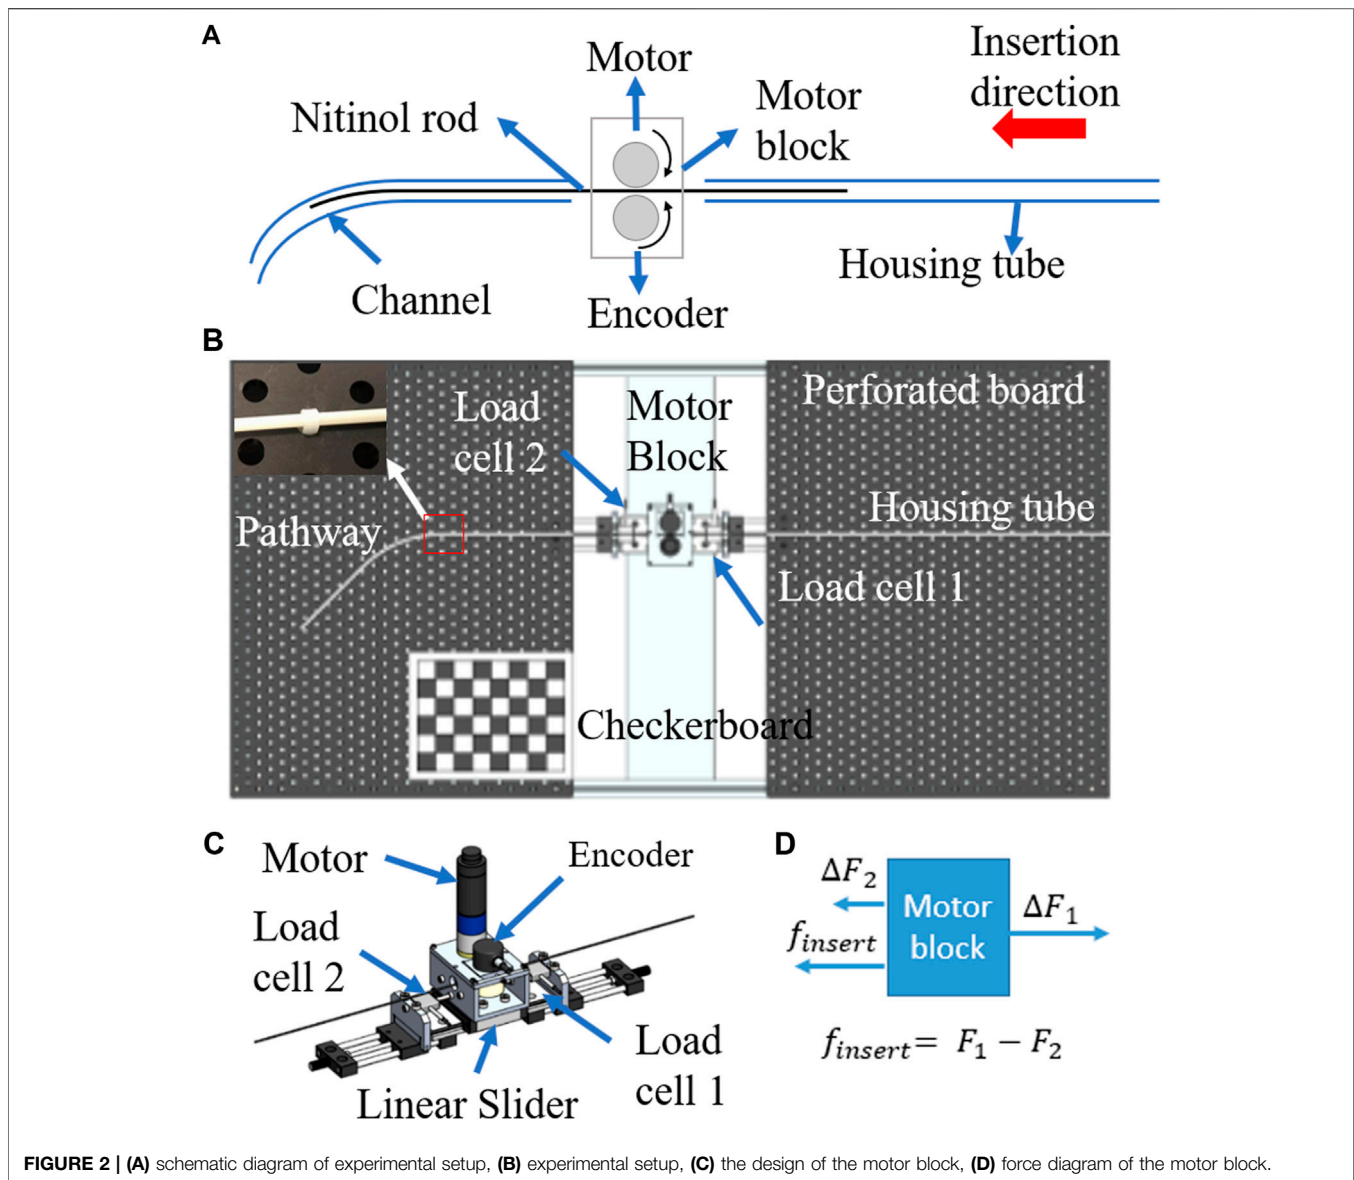 A
Motor
Insertion
direction
Nitinol rod
Motor
block
Housing tube
Channel
Encoder
B
Load
cell 2
Motor
Block
Perforated board
Pathway
Housing tube
Load cell 1
Checkerboard
C
Motor
Encoder
Load
cell 2
Load
cell 1
Linear Slider
D
ΔF₂
Motor
block
ΔF₁
f_insert
f_insert = F₁ − F₂
FIGURE 2 | (A) schematic diagram of experimental setup, (B) experimental setup, (C) the design of the motor block, (D) force diagram of the motor block.